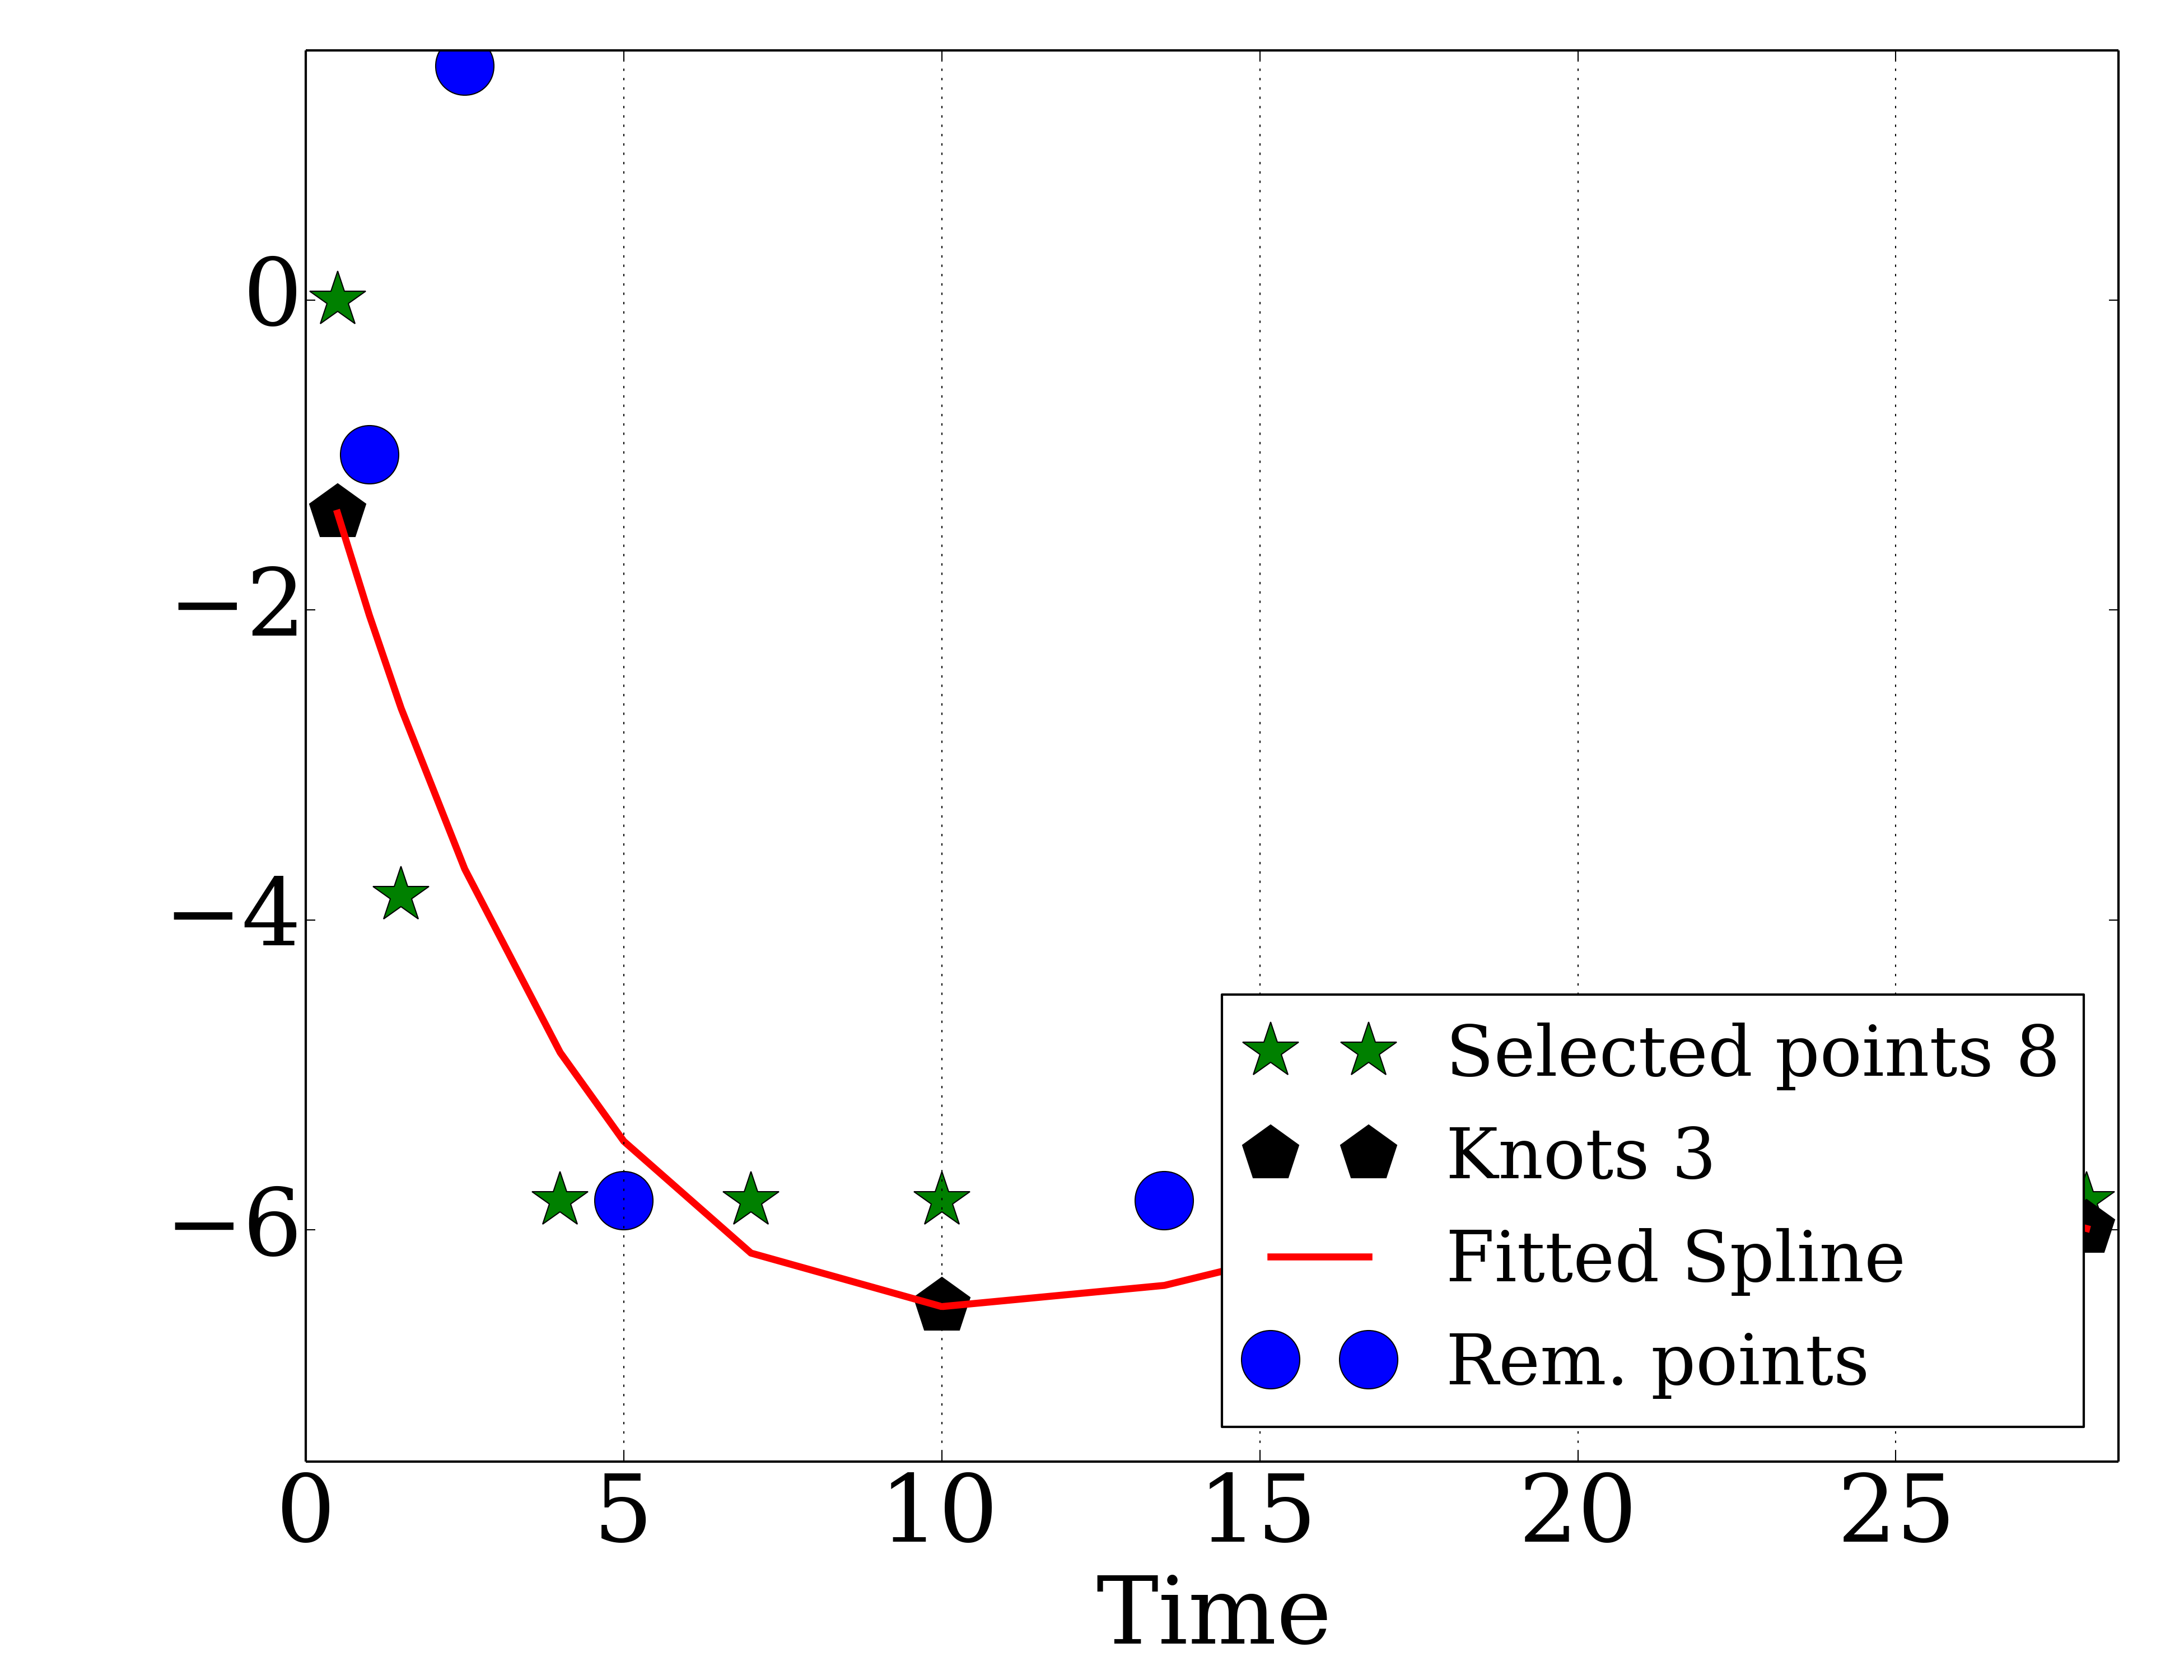 0
−2
−4
−6
Selected points 8
Knots 3
Fitted Spline
Rem. points
0 5 10 15 20 25
Time